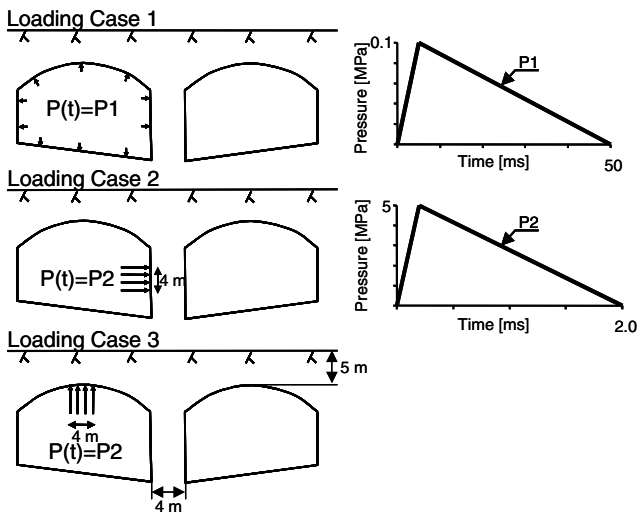 Loading Case 1
P(t)=P1
Pressure [MPa]
0.1
P1
Time [ms]
50
Loading Case 2
P(t)=P2
4 m
Pressure [MPa]
5
P2
Time [ms]
2.0
Loading Case 3
5 m
4 m
P(t)=P2
4 m